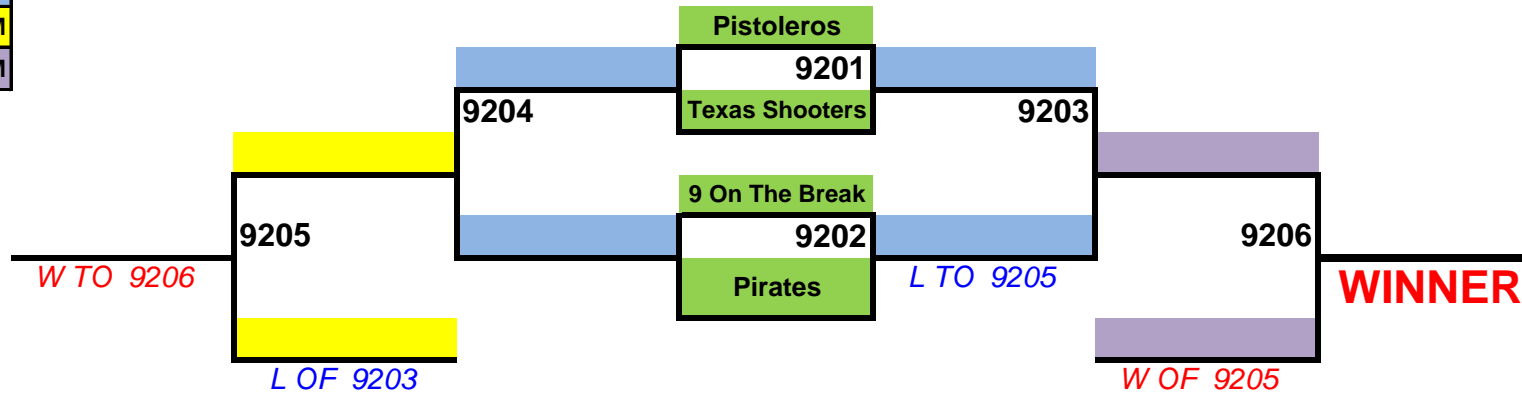 M
Pistoleros
M
9201
9204
Texas Shooters
9203
9 On The Break
9205
9202
9206
W TO 9206
Pirates
L TO 9205
WINNER
L OF 9203
W OF 9205